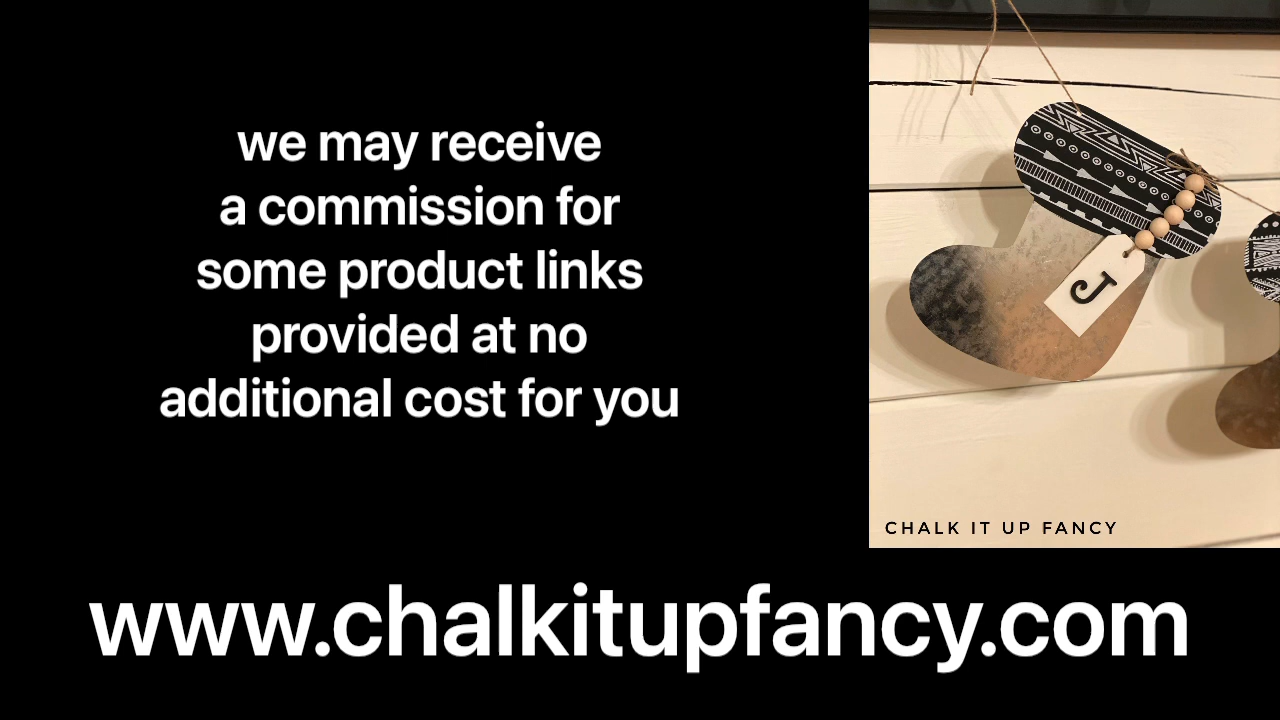 we may receive
a commission for
some product links
provided at no
additional cost for you
J
CHALK IT UP FANCY
www.chalkitupfancy.com